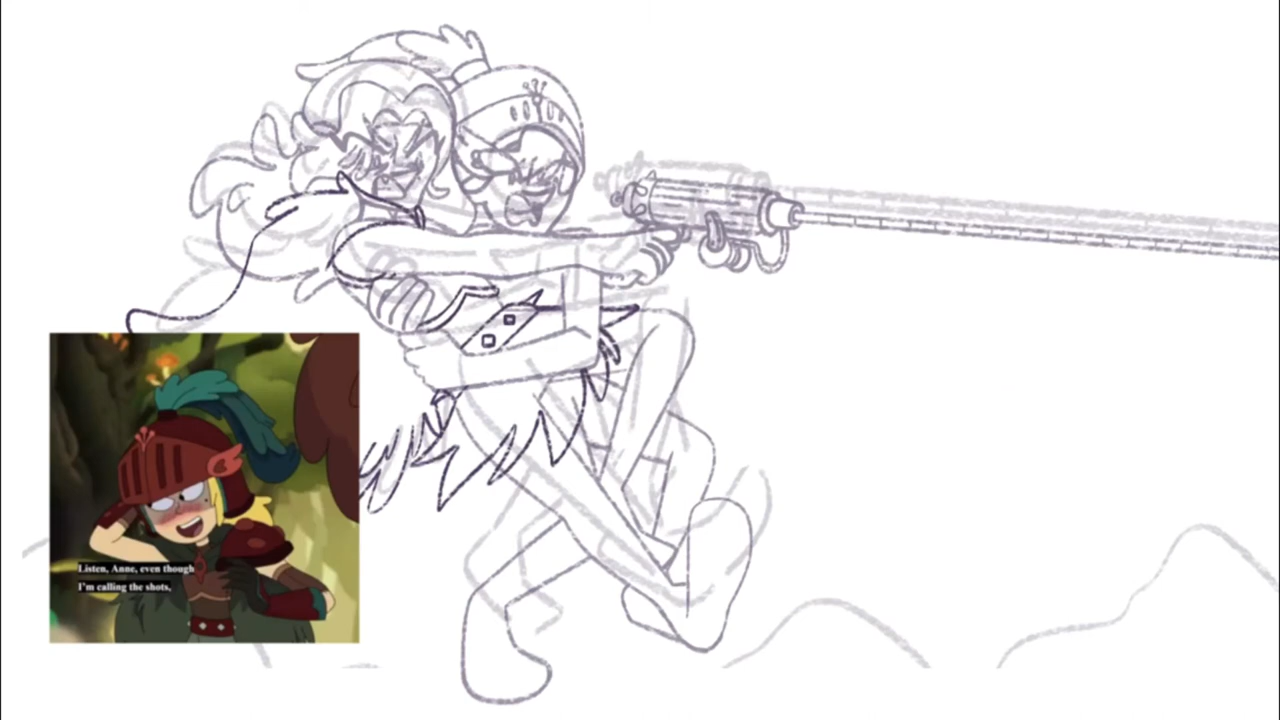 Listen, Anne, even though
I'm calling the shots,